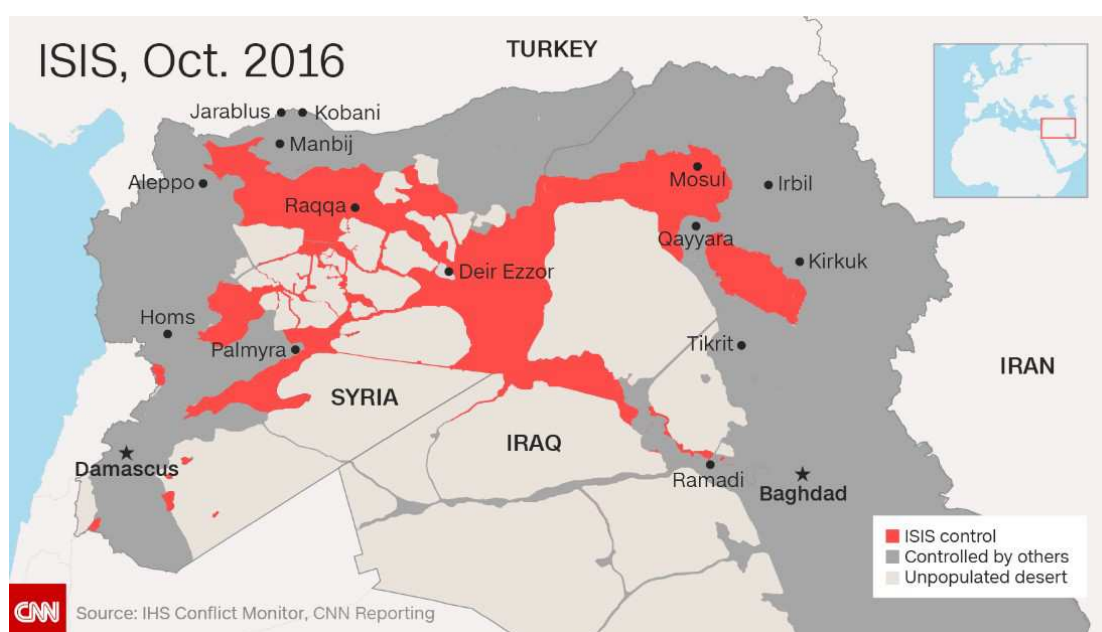 ISIS, Oct. 2016
TURKEY
Jarablus
Kobani
Manbij
Aleppo
Raqqa
Mosul
Irbil
Qayyara
Deir Ezzor
Kirkuk
Homs
Palmyra
Tikrit
IRAN
SYRIA
IRAQ
Damascus
Ramadi
Baghdad
ISIS control
Controlled by others
Unpopulated desert
CNN
Source: IHS Conflict Monitor, CNN Reporting